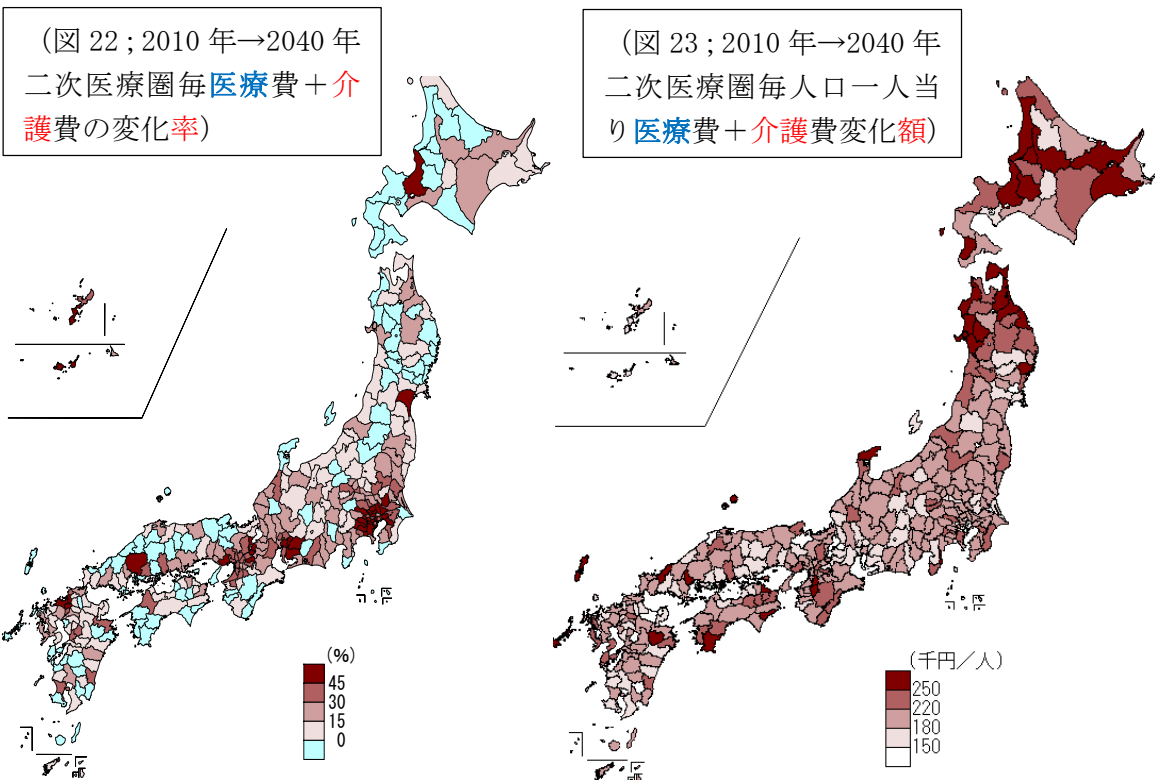 (図 22 ; 2010 年→2040 年
二次医療圏毎医療費＋介
護費の変化率)
(図 23 ; 2010 年→2040 年
二次医療圏毎人口一人当
り医療費＋介護費変化額)
(%)
45
30
15
0
(千円／人)
250
220
180
150